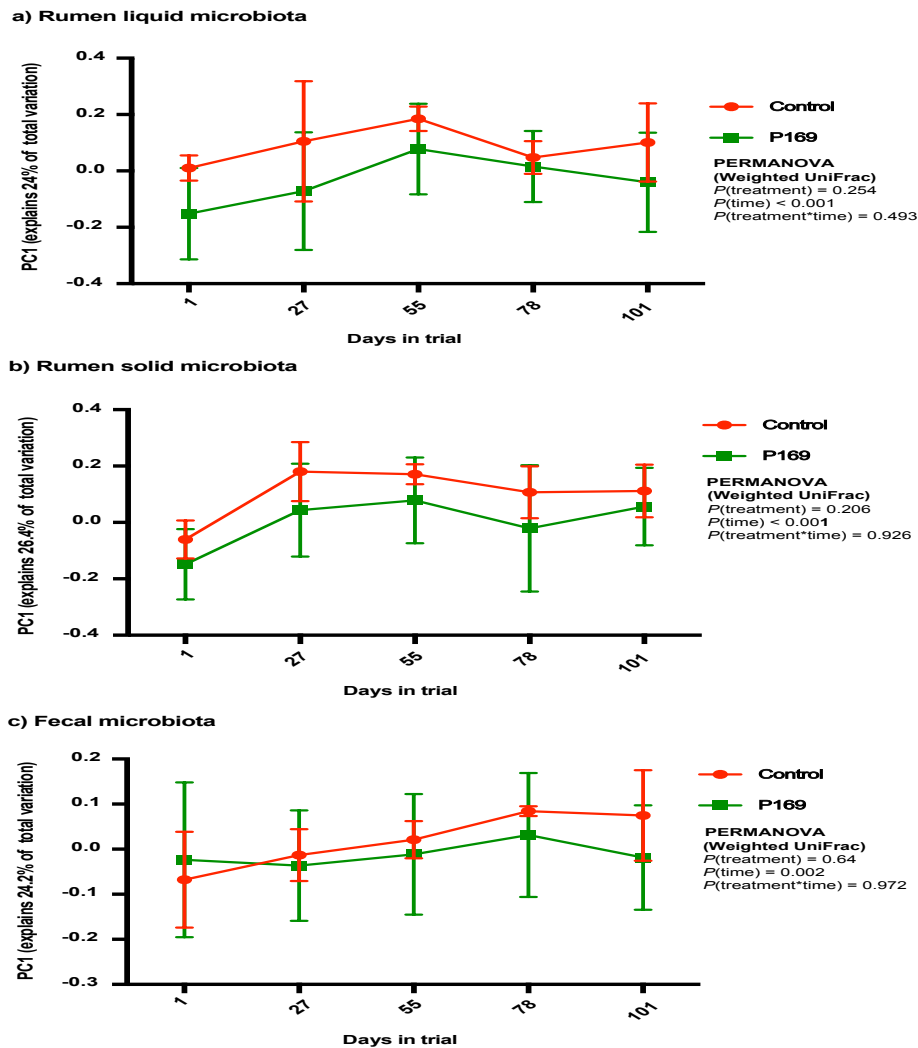 a) Rumen liquid microbiota
PC1 (explains 24% of total variation)
0.4
0.2
0.0
-0.2
-0.4
1
27
55
78
101
Days in trial
Control
P169
PERMANOVA
(Weighted UniFrac)
P(treatment) = 0.254
P(time) < 0.001
P(treatment*time) = 0.493
b) Rumen solid microbiota
PC1 (explains 26.4% of total variation)
0.4
0.2
0.0
-0.2
-0.4
1
27
55
78
101
Days in trial
Control
P169
PERMANOVA
(Weighted UniFrac)
P(treatment) = 0.206
P(time) < 0.001
P(treatment*time) = 0.926
c) Fecal microbiota
PC1 (explains 24.2% of total variation)
0.2
0.1
0.0
-0.1
-0.2
-0.3
1
27
55
78
101
Days in trial
Control
P169
PERMANOVA
(Weighted UniFrac)
P(treatment) = 0.64
P(time) = 0.002
P(treatment*time) = 0.972